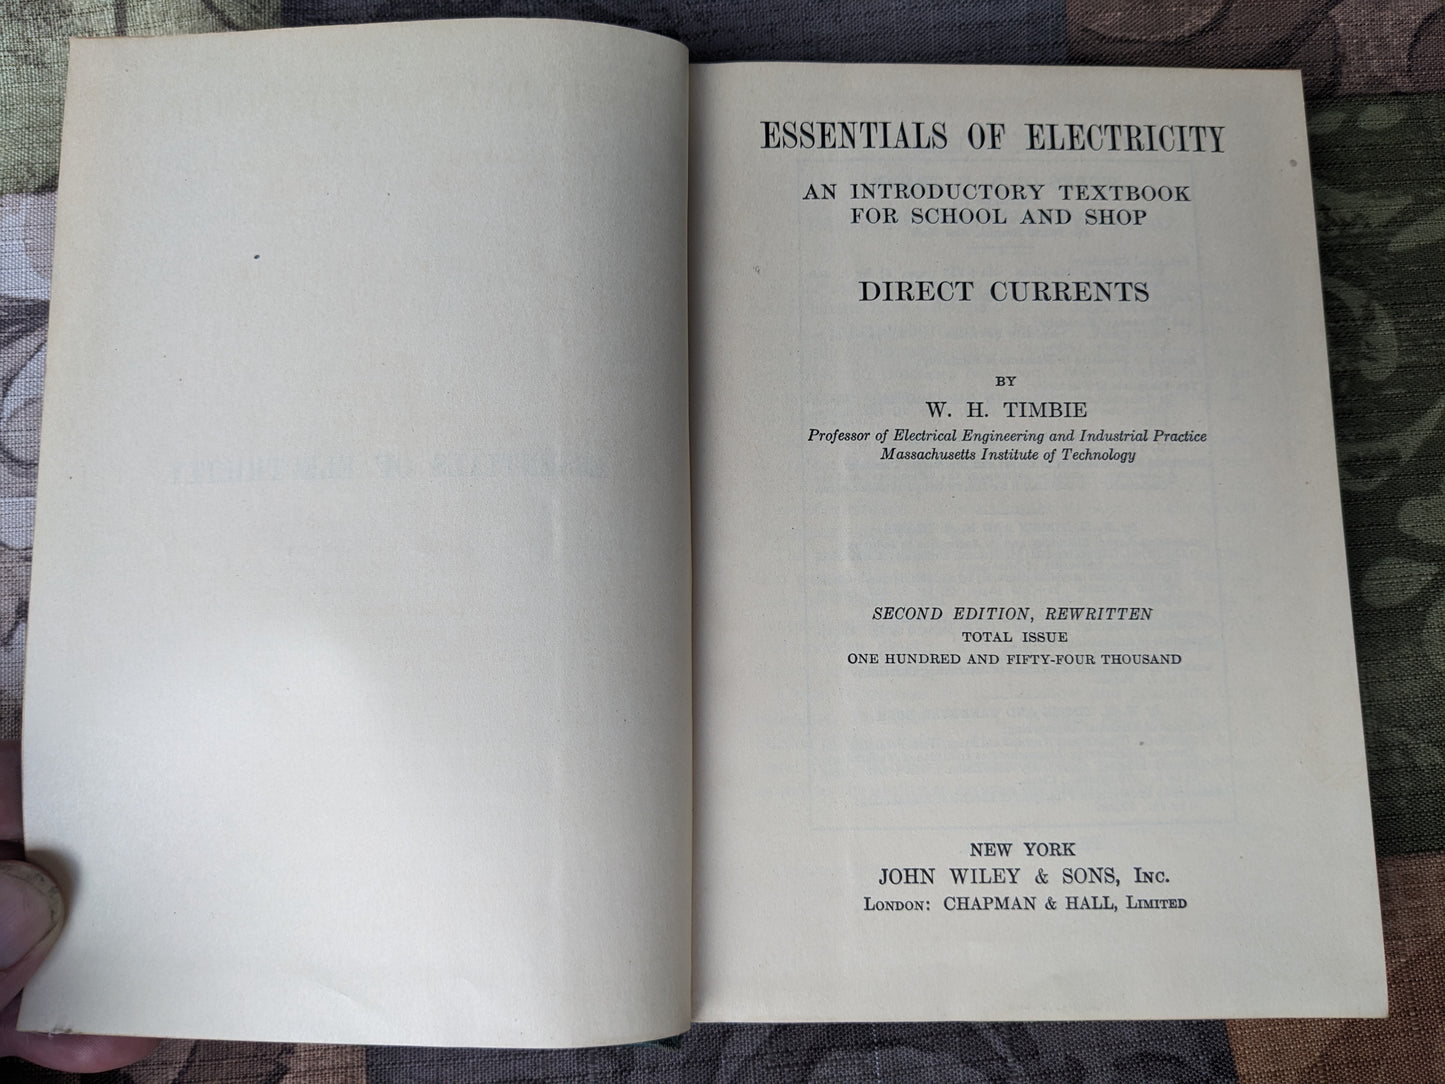 ESSENTIALS OF ELECTRICITY
AN INTRODUCTORY TEXTBOOK
FOR SCHOOL AND SHOP
DIRECT CURRENTS
BY
W. H. TIMBIE
Professor of Electrical Engineering and Industrial Practice
Massachusetts Institute of Technology
SECOND EDITION, REWRITTEN
TOTAL ISSUE
ONE HUNDRED AND FIFTY-FOUR THOUSAND
NEW YORK
JOHN WILEY & SONS, Inc.
London: CHAPMAN & HALL, Limited